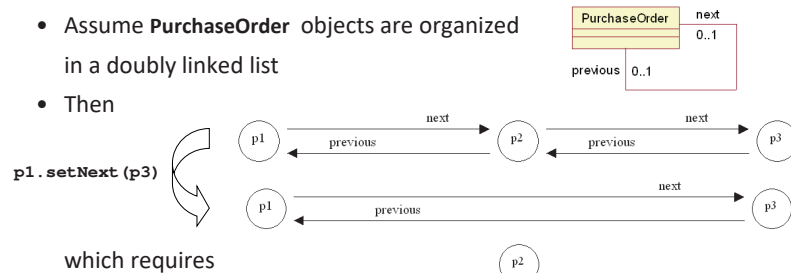 • Assume PurchaseOrder objects are organized
in a doubly linked list
PurchaseOrder next
0..1
previous 0..1
• Then
next next
p1 previous p2 previous p3
p1.setNext(p3)
next
p1 previous p3
which requires p2